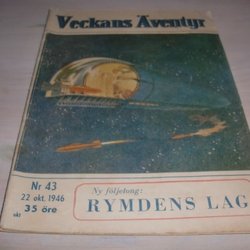 Veckans Äventyr
Nr 43
22 okt. 1946
35 öre
Ny följetong:
RYMDENS LAG